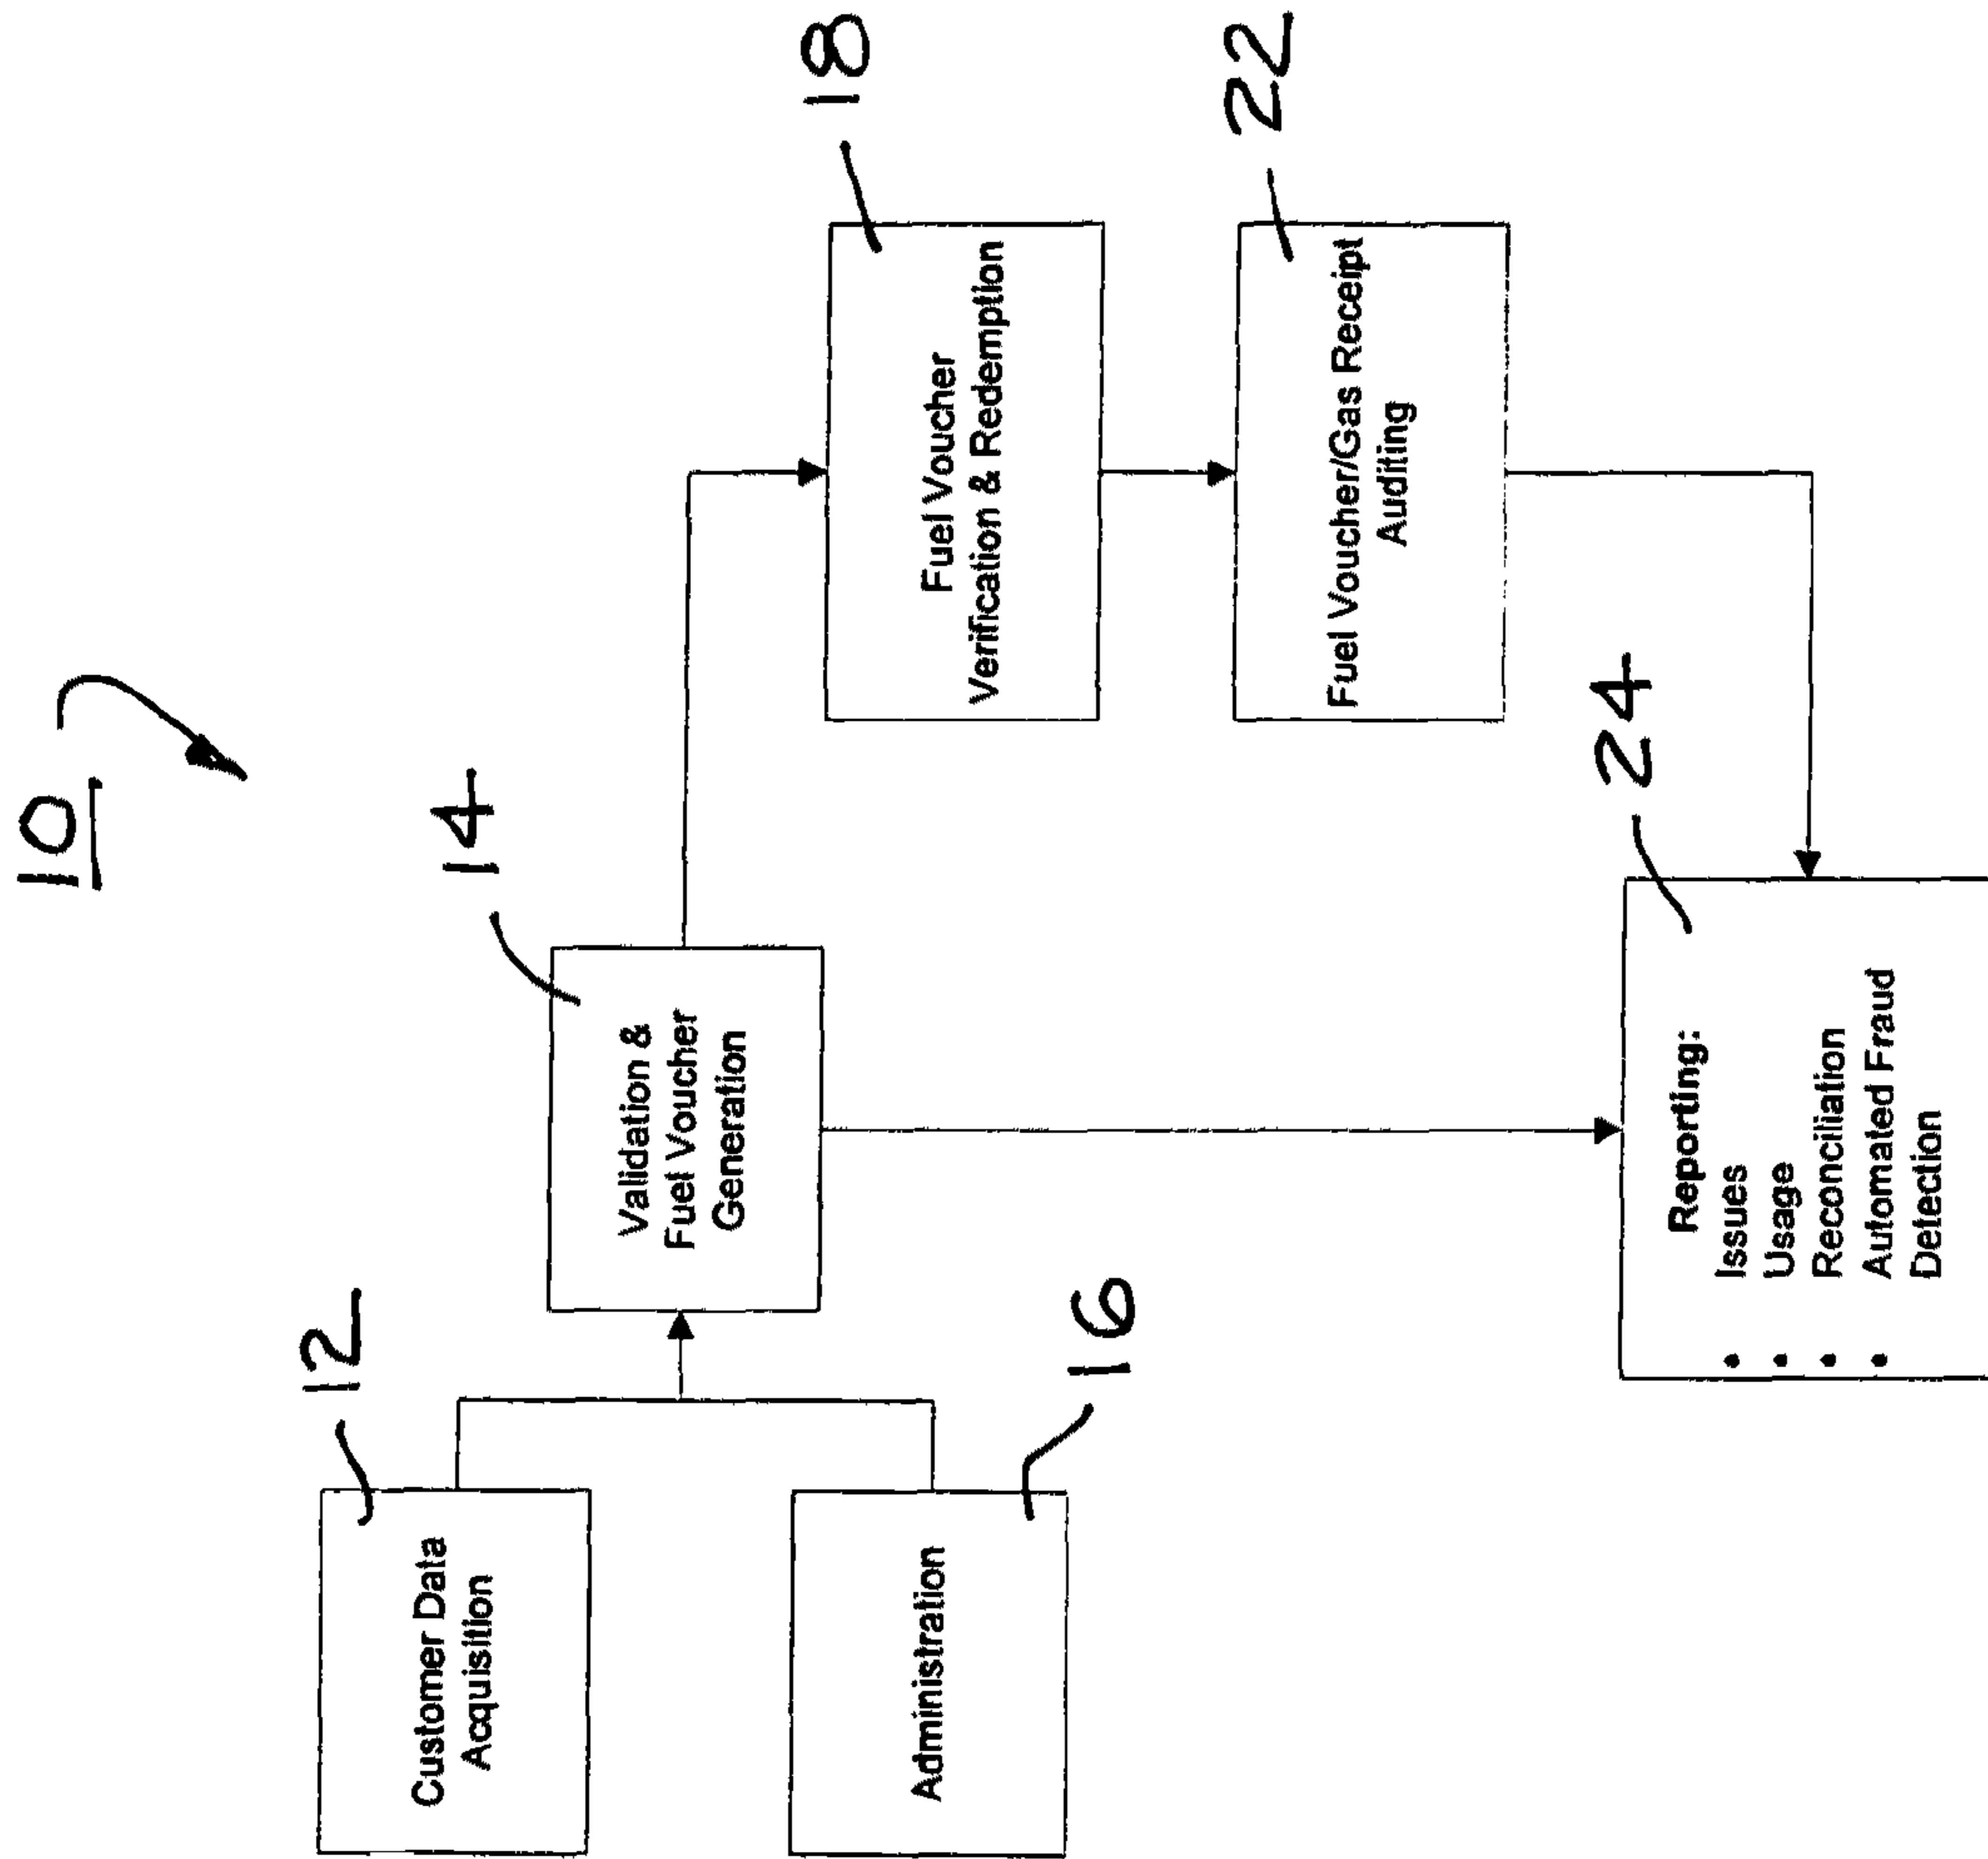 10
12
Customer Data
Acquisition
14
Validation &
Fuel Voucher
Generation
16
Administration
18
Fuel Voucher
Verification & Redemption
22
Fuel Voucher/Gas Receipt
Auditing
24
Reporting:
• Issues
• Usage
• Reconciliation
• Automated Fraud
Detection